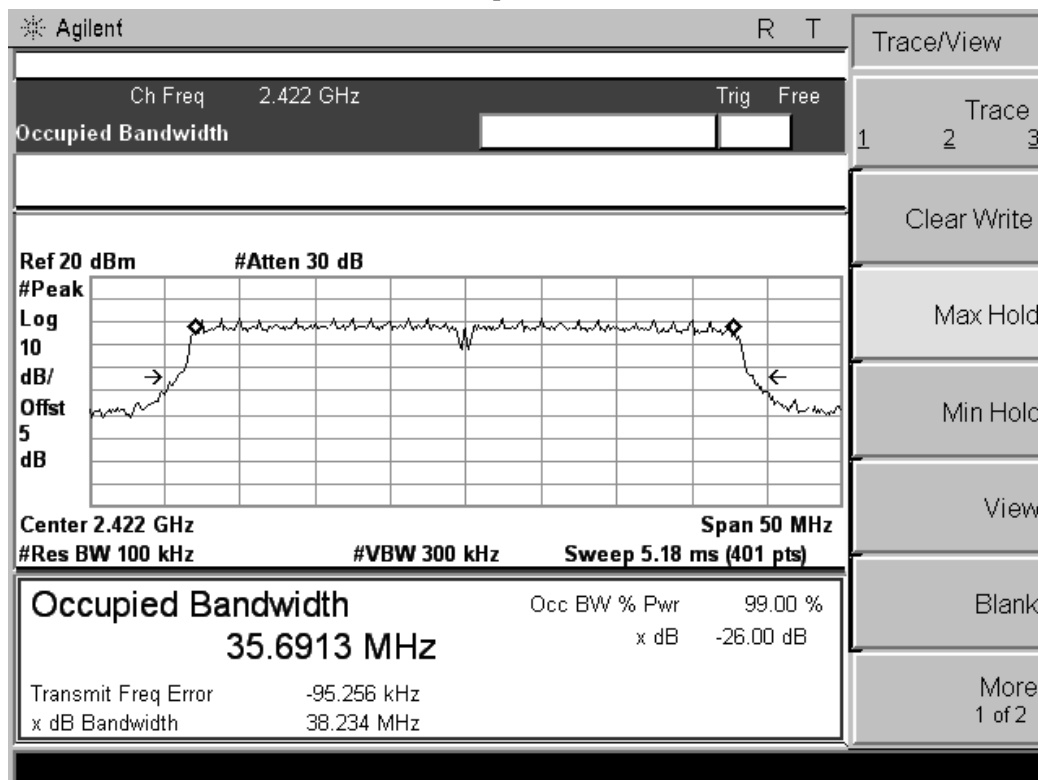 Agilent R T
Trace/View
Ch Freq 2.422 GHz Trig Free
Occupied Bandwidth
Trace
1 2 3
Clear Write
Ref 20 dBm #Atten 30 dB
#Peak
Log
10
dB/
Offst
5
dB
Max Hold
Min Hold
Center 2.422 GHz Span 50 MHz
#Res BW 100 kHz #VBW 300 kHz Sweep 5.18 ms (401 pts)
View
Occupied Bandwidth
35.6913 MHz
Occ BW % Pwr 99.00 %
x dB -26.00 dB
Transmit Freq Error -95.256 kHz
x dB Bandwidth 38.234 MHz
Blank
More
1 of 2